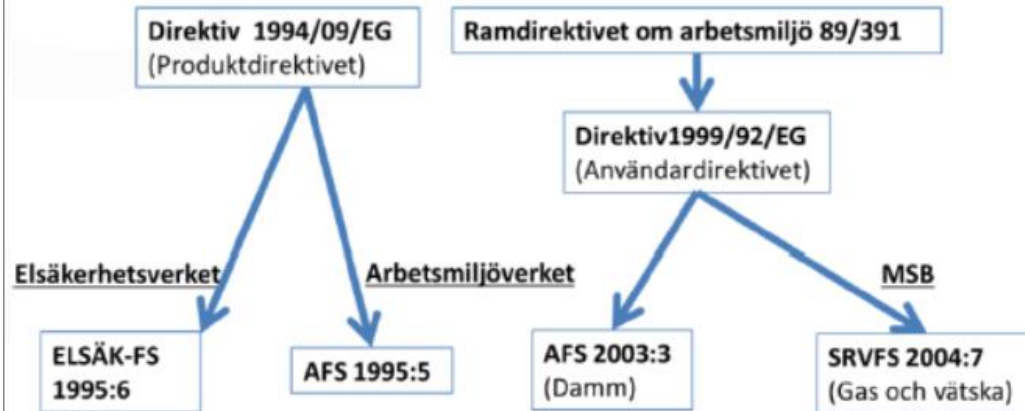 Direktiv 1994/09/EG
(Produktdirektivet)
Ramdirektivet om arbetsmiljö 89/391
Direktiv1999/92/EG
(Användardirektivet)
Elsäkerhetsverket
Arbetsmiljöverket
MSB
ELSÄK-FS
1995:6
AFS 1995:5
AFS 2003:3
(Damm)
SRVFS 2004:7
(Gas och vätska)